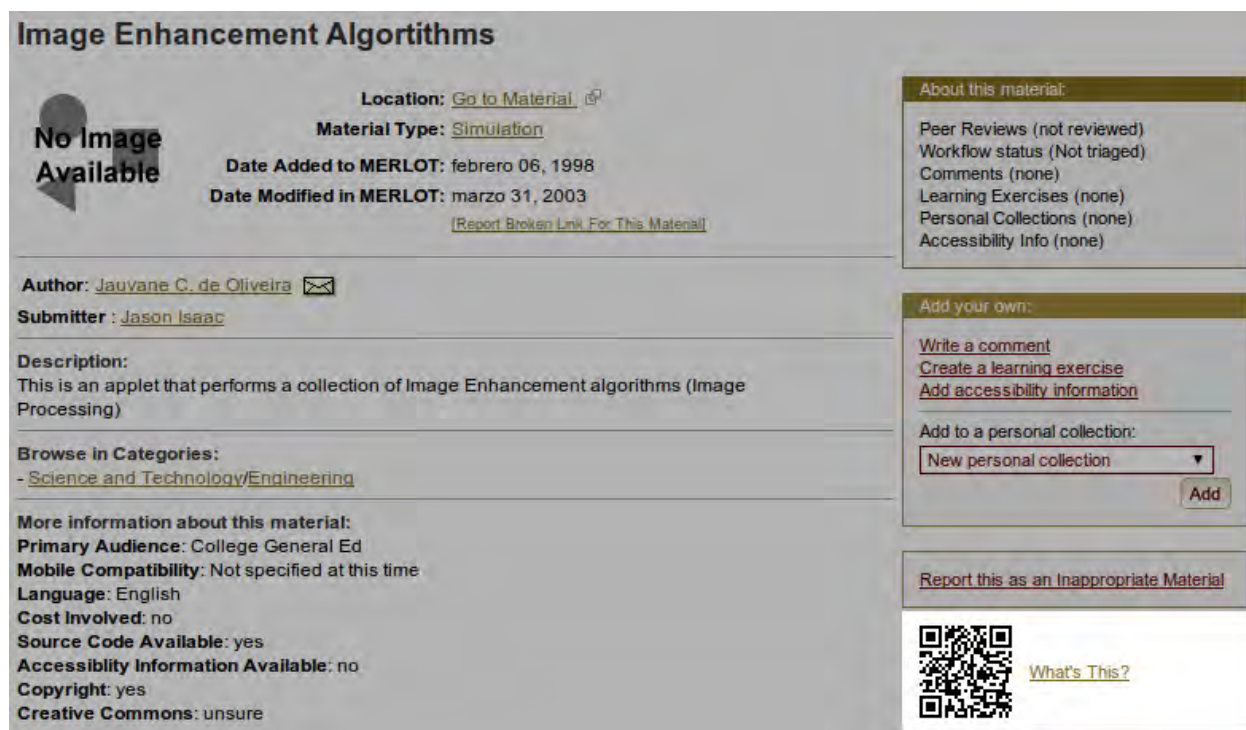 Image Enhancement Algortithms
No Image
Available
Location: Go to Material
Material Type: Simulation
Date Added to MERLOT: febrero 06, 1998
Date Modified in MERLOT: marzo 31, 2003
[Report Broken Link For This Material]
Author: Jauvane C. de Oliveira
Submitter : Jason Isaac
Description:
This is an applet that performs a collection of Image Enhancement algorithms (Image
Processing)
Browse in Categories:
- Science and Technology/Engineering
More information about this material:
Primary Audience: College General Ed
Mobile Compatibility: Not specified at this time
Language: English
Cost Involved: no
Source Code Available: yes
Accessiblity Information Available: no
Copyright: yes
Creative Commons: unsure
About this material:
Peer Reviews (not reviewed)
Workflow status (Not triaged)
Comments (none)
Learning Exercises (none)
Personal Collections (none)
Accessibility Info (none)
Add your own:
Write a comment
Create a learning exercise
Add accessibility information
Add to a personal collection:
New personal collection
Add
Report this as an Inappropriate Material
What's This?